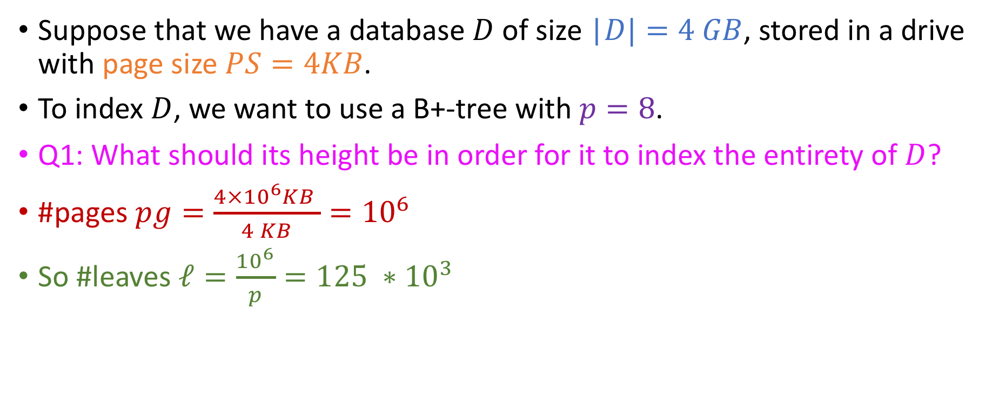 • Suppose that we have a database 𝐷 of size |𝐷| = 4 𝐺𝐵, stored in a drive
with page size 𝑃𝑆 = 4𝐾𝐵.
• To index 𝐷, we want to use a B+-tree with 𝑝 = 8.
• Q1: What should its height be in order for it to index the entirety of 𝐷?
• #pages 𝑝𝑔 = \frac{4×10^6 KB}{4 KB} = 10^6
• So #leaves ℓ = \frac{10^6}{p} = 125 ∗ 10^3